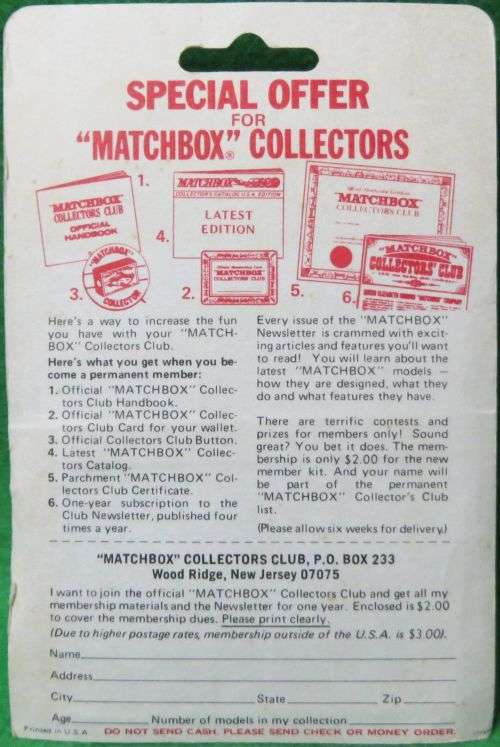 SPECIAL OFFER
FOR
"MATCHBOX"® COLLECTORS
1.
MATCHBOX
COLLECTORS CLUB
OFFICIAL
HANDBOOK
MATCHBOX
COLLECTOR'S CATALOG U.S.A. EDITION
LATEST
EDITION
4.
MATCHBOX
COLLECTORS CLUB
3.
"MATCHBOX"
COLLECTOR
2.
MATCHBOX
COLLECTORS CLUB
5.
6.
"MATCHBOX"
COLLECTORS' CLUB
Here's a way to increase the fun
you have with your "MATCH-
BOX" Collectors Club.
Here's what you get when you be-
come a permanent member:
1. Official "MATCHBOX" Collec-
tors Club Handbook.
2. Official "MATCHBOX" Collec-
tors Club Card for your wallet.
3. Official Collectors Club Button.
4. Latest "MATCHBOX" Collec-
tors Catalog.
5. Parchment "MATCHBOX" Col-
lectors Club Certificate.
6. One-year subscription to the
Club Newsletter, published four
times a year.
Every issue of the "MATCHBOX"
Newsletter is crammed with excit-
ing articles and features you'll want
to read! You will learn about the
latest "MATCHBOX" models –
how they are designed, what they
do and what features they have.
There are terrific contests and
prizes for members only! Sound
great? You bet it does. The mem-
bership is only $2.00 for the new
member kit. And your name will
be part of the permanent
"MATCHBOX" Collector's Club
list.
(Please allow six weeks for delivery.)
"MATCHBOX" COLLECTORS CLUB, P.O. BOX 233
Wood Ridge, New Jersey 07075
I want to join the official "MATCHBOX" Collectors Club and get all my
membership materials and the Newsletter for one year. Enclosed is $2.00
to cover the membership dues. Please print clearly.
(Due to higher postage rates, membership outside of the U.S.A. is $3.00).
Name
Address
City State Zip
Age Number of models in my collection
Printed in U.S.A. DO NOT SEND CASH. PLEASE SEND CHECK OR MONEY ORDER.